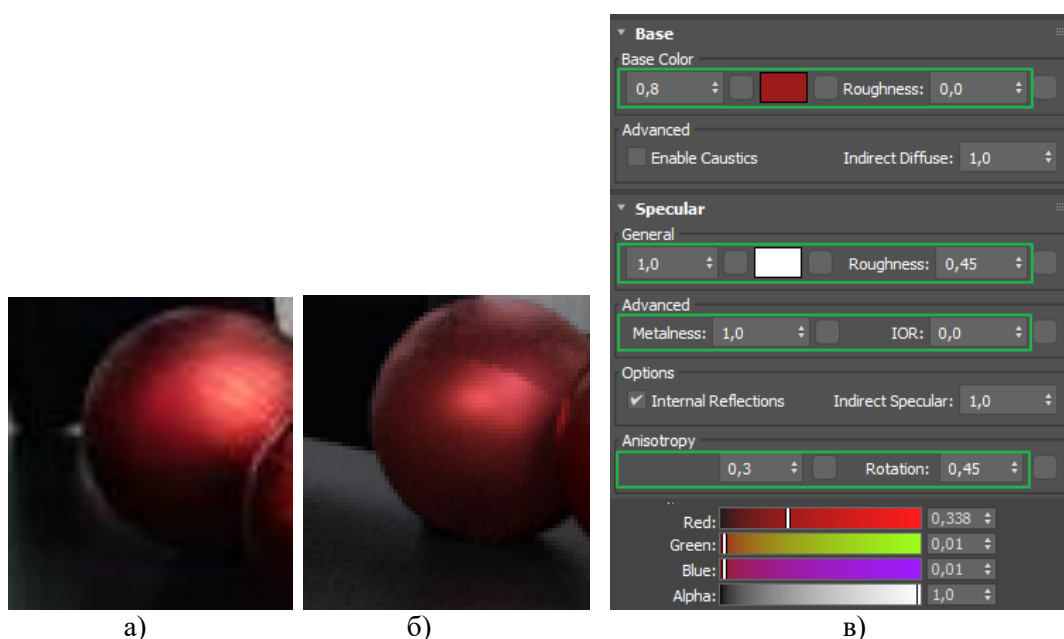 Base
Base Color
0,8 Roughness: 0,0
Advanced
Enable Caustics Indirect Diffuse: 1,0
Specular
General
1,0 Roughness: 0,45
Advanced
Metalness: 1,0 IOR: 0,0
Options
Internal Reflections Indirect Specular: 1,0
Anisotropy
0,3 Rotation: 0,45
Red: 0,338
Green: 0,01
Blue: 0,01
Alpha: 1,0
а) б) в)